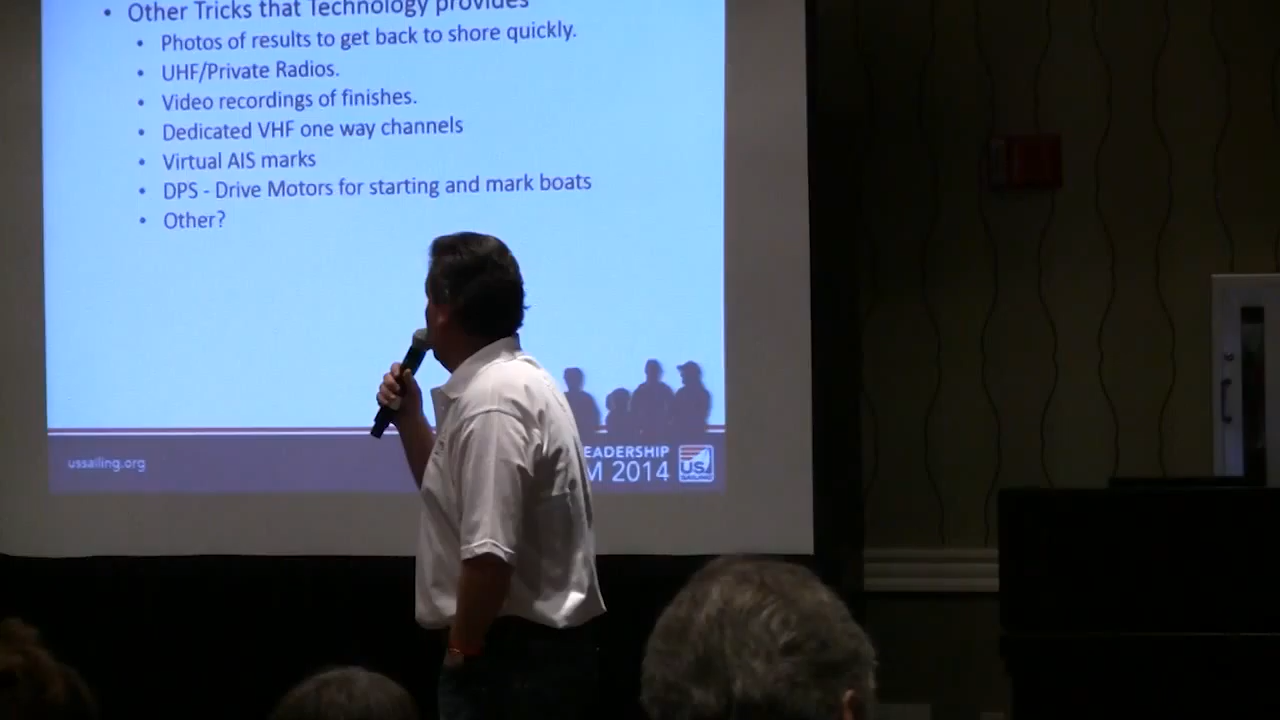 • Other Tricks that Technology provides
• Photos of results to get back to shore quickly.
• UHF/Private Radios.
• Video recordings of finishes.
• Dedicated VHF one way channels
• Virtual AIS marks
• DPS - Drive Motors for starting and mark boats
• Other?
EADERSHIP
ussailing.org
M 2014
US
SAILING